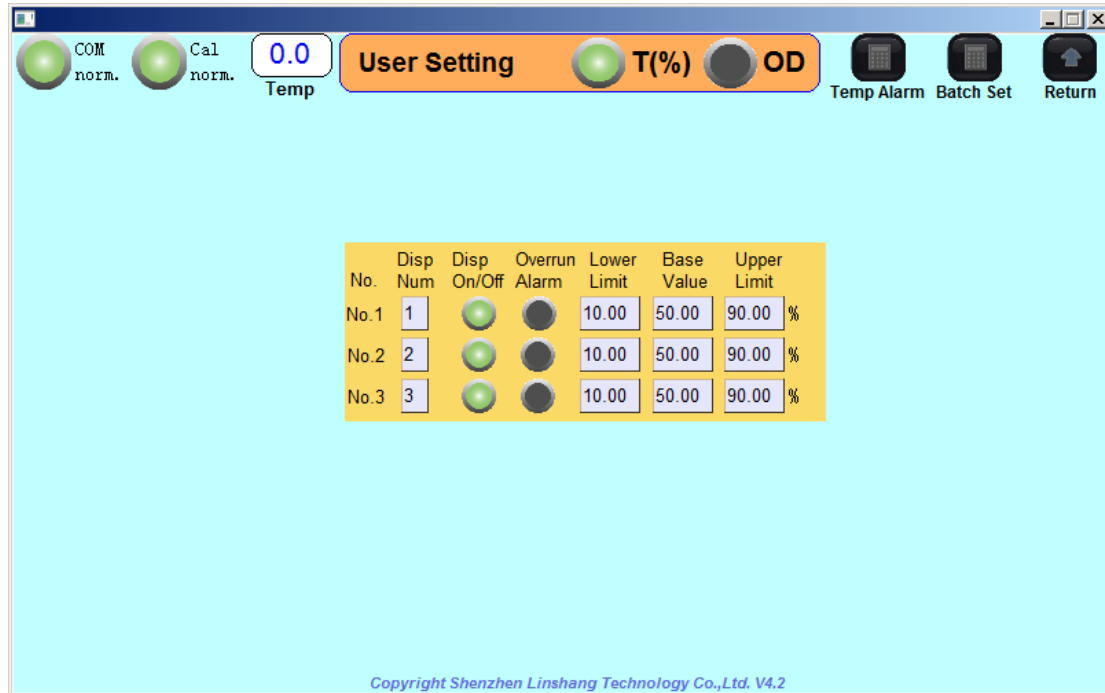 COM norm.
Cal norm.
0.0
Temp
User Setting T(%) OD
Temp Alarm Batch Set Return
No. Disp Num Disp On/Off Overrun Alarm Lower Limit Base Value Upper Limit
No.1 1 10.00 50.00 90.00 %
No.2 2 10.00 50.00 90.00 %
No.3 3 10.00 50.00 90.00 %
Copyright Shenzhen Linshang Technology Co.,Ltd. V4.2